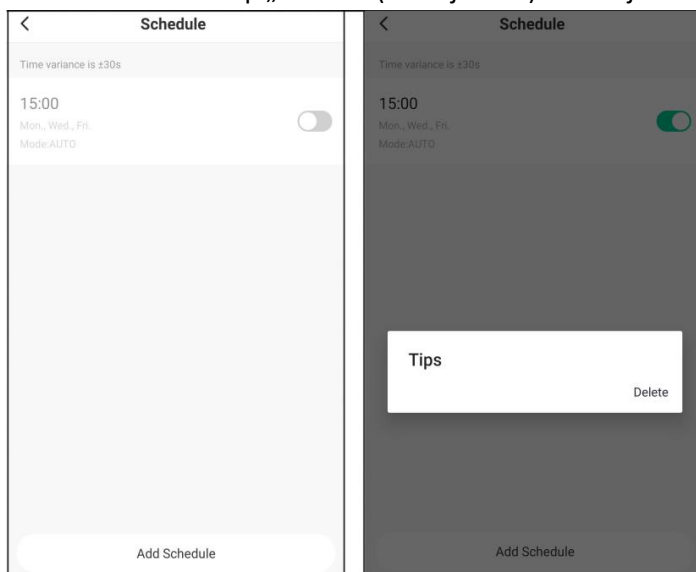 Schedule
Time variance is ±30s
15:00
Mon., Wed., Fri.
Mode:AUTO
Add Schedule
Schedule
Time variance is ±30s
15:00
Mon., Wed., Fri.
Mode:AUTO
Tips
Delete
Add Schedule